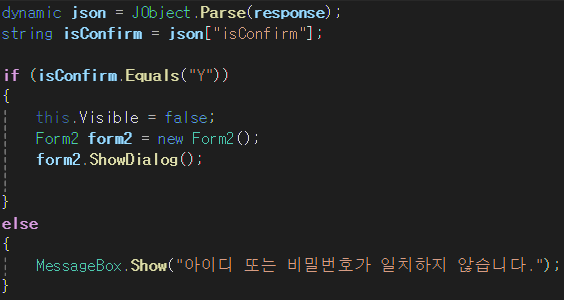 dynamic json = JObject.Parse(response);
string isConfirm = json["isConfirm"];
if (isConfirm.Equals("Y"))
{
this.Visible = false;
Form2 form2 = new Form2();
form2.ShowDialog();
}
else
{
MessageBox.Show("아이디 또는 비밀번호가 일치하지 않습니다.");
}